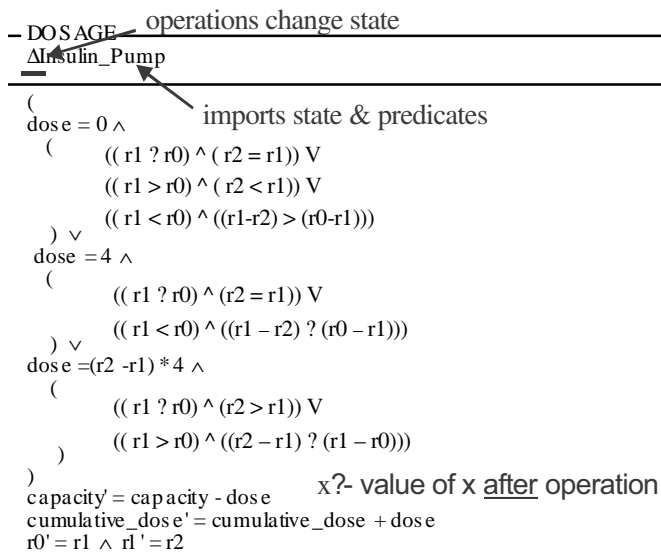 operations change state
DOSAGE
ΔInsulin_Pump
imports state & predicates
(
dose = 0 ∧
(
(( r1 ? r0) ^ ( r2 = r1)) V
(( r1 > r0) ^ ( r2 < r1)) V
(( r1 < r0) ^ ((r1-r2) > (r0-r1)))
) ∨
dose = 4 ∧
(
(( r1 ? r0) ^ (r2 = r1)) V
(( r1 < r0) ^ ((r1 – r2) ? (r0 – r1)))
) ∨
dose =(r2 -r1) * 4 ∧
(
(( r1 ? r0) ^ (r2 > r1)) V
(( r1 > r0) ^ ((r2 – r1) ? (r1 – r0)))
)
)
capacity' = capacity - dose
x?- value of x after operation
cumulative_dose' = cumulative_dose + dose
r0' = r1 ∧ r1' = r2